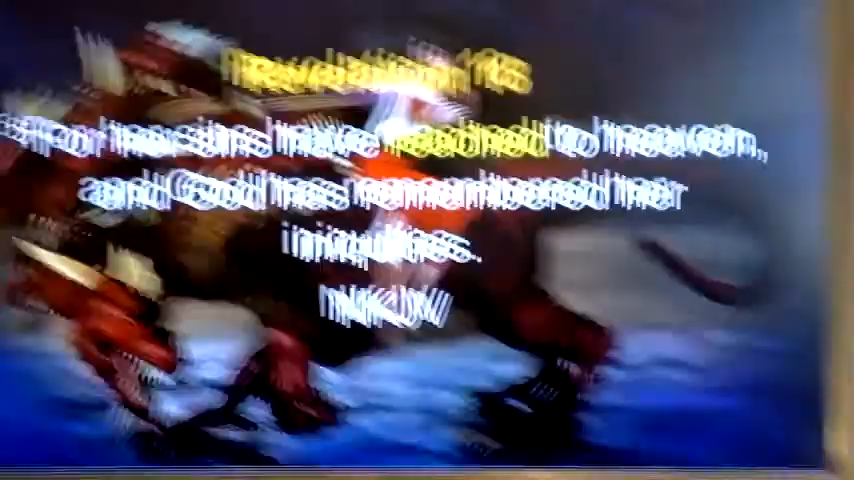 Revelation 18:5
"For her sins have reached to heaven,
and God has remembered her
iniquities.
NKJV